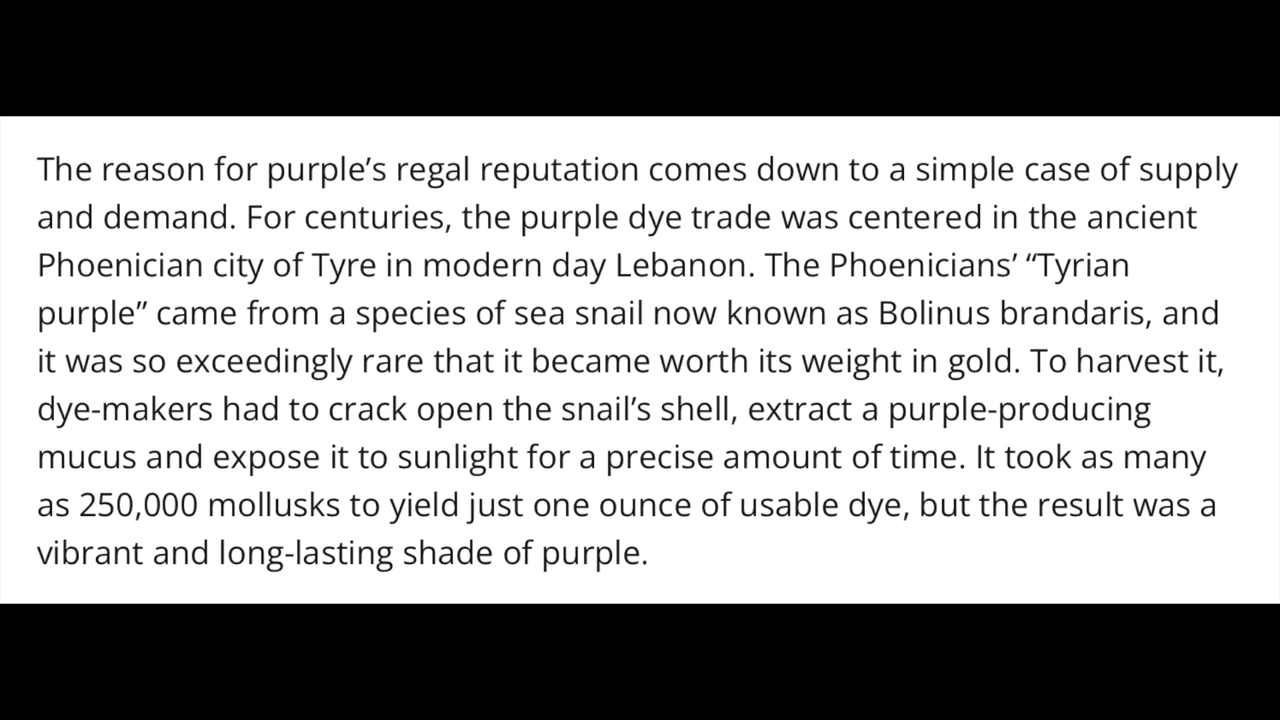 The reason for purple’s regal reputation comes down to a simple case of supply
and demand. For centuries, the purple dye trade was centered in the ancient
Phoenician city of Tyre in modern day Lebanon. The Phoenicians’ “Tyrian
purple” came from a species of sea snail now known as Bolinus brandaris, and
it was so exceedingly rare that it became worth its weight in gold. To harvest it,
dye-makers had to crack open the snail’s shell, extract a purple-producing
mucus and expose it to sunlight for a precise amount of time. It took as many
as 250,000 mollusks to yield just one ounce of usable dye, but the result was a
vibrant and long-lasting shade of purple.